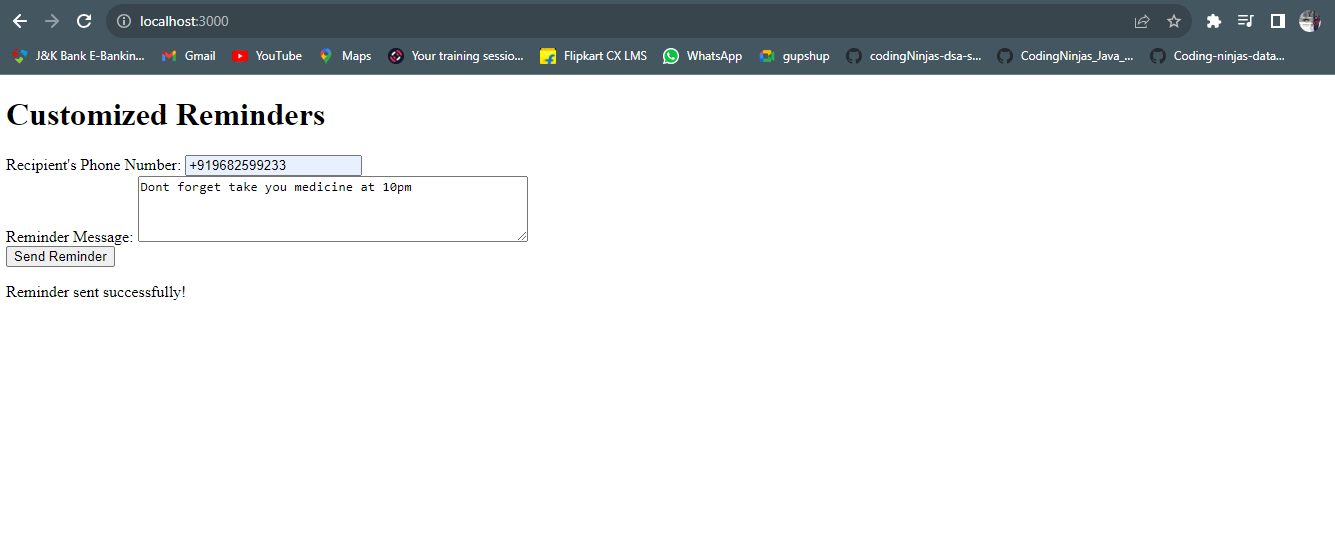 localhost:3000
J&K Bank E-Bankin... Gmail YouTube Maps Your training sessio... Flipkart CX LMS WhatsApp gupshup codingNinjas-dsa-s... CodingNinjas_Java_... Coding-ninjas-data...
Customized Reminders
Recipient's Phone Number: +919682599233
Dont forget take you medicine at 10pm
Reminder Message:
Send Reminder
Reminder sent successfully!